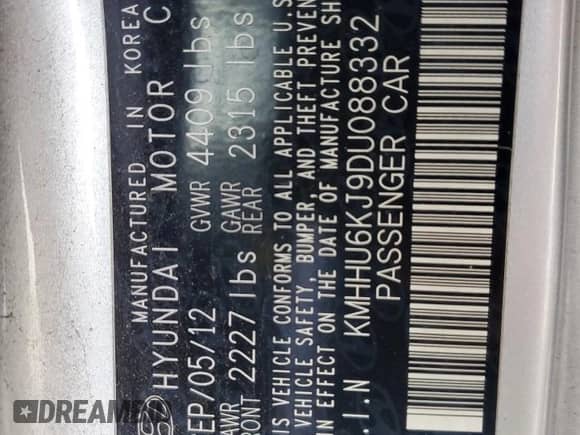 MANUFACTURED IN KOREA
HYUNDAI MOTOR C
EP/05/12 GVWR 4409 lbs
AWR GAWR
RONT 2227 lbs REAR 2315 lbs
IS VEHICLE CONFORMS TO ALL APPLICABLE U.S
VEHICLE SAFETY, BUMPER, AND THEFT PREVEN
IN EFFECT ON THE DATE OF MANUFACTURE SH
.I.N KMHHU6KJ9DU088332
PASSENGER CAR
DREAMER